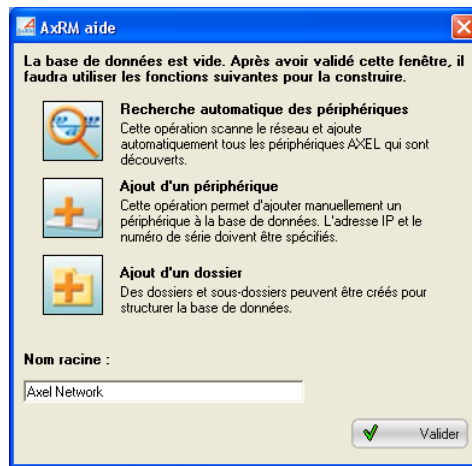 AxRM aide
La base de données est vide. Après avoir validé cette fenêtre, il
faudra utiliser les fonctions suivantes pour la construire.
Recherche automatique des périphériques
Cette opération scanne le réseau et ajoute
automatiquement tous les périphériques AXEL qui sont
découverts.
Ajout d'un périphérique
Cette opération permet d'ajouter manuellement un
périphérique à la base de données. L'adresse IP et le
numéro de série doivent être spécifiés.
Ajout d'un dossier
Des dossiers et sous-dossiers peuvent être créés pour
structurer la base de données.
Nom racine :
Axel Network
Valider